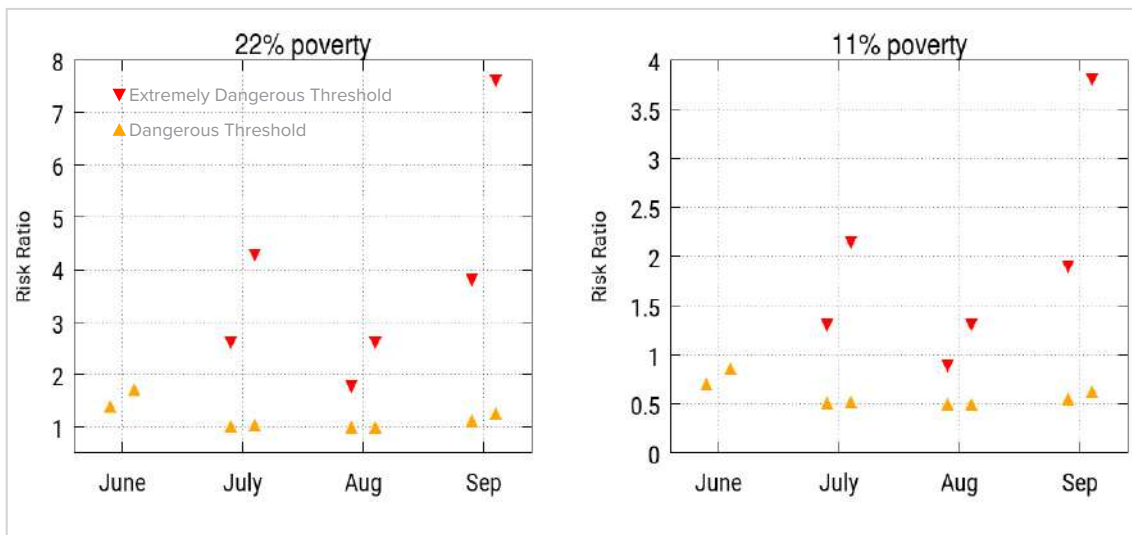 22% poverty
8
7
6
5
4
3
2
1
Risk Ratio
Extremely Dangerous Threshold
Dangerous Threshold
June July Aug Sep
11% poverty
4
3.5
3
2.5
2
1.5
1
0.5
0
Risk Ratio
June July Aug Sep